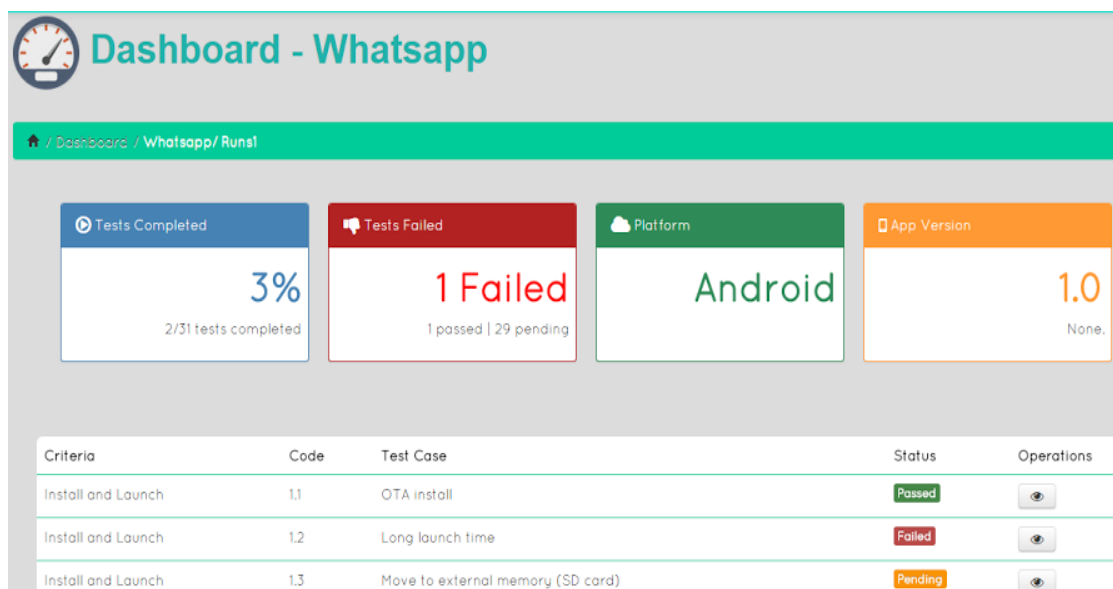 Dashboard - Whatsapp
/ Dashboard / Whatsapp/ Runs1
Tests Completed
3%
2/31 tests completed
Tests Failed
1 Failed
1 passed | 29 pending
Platform
Android
App Version
1.0
None.
Criteria Code Test Case Status Operations
Install and Launch 1.1 OTA install Passed
Install and Launch 1.2 Long launch time Failed
Install and Launch 1.3 Move to external memory (SD card) Pending